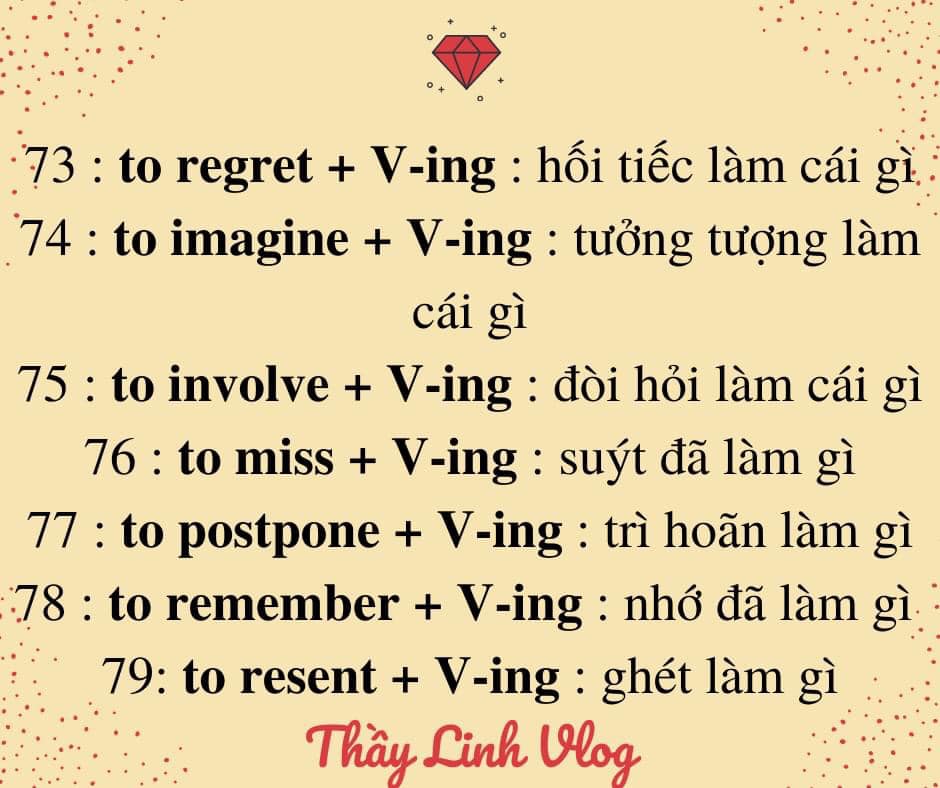 73 : to regret + V-ing : hối tiếc làm cái gì
74 : to imagine + V-ing : tưởng tượng làm
cái gì
75 : to involve + V-ing : đòi hỏi làm cái gì
76 : to miss + V-ing : suýt đã làm gì
77 : to postpone + V-ing : trì hoãn làm gì
78 : to remember + V-ing : nhớ đã làm gì
79: to resent + V-ing : ghét làm gì
Thầy Linh Vlog